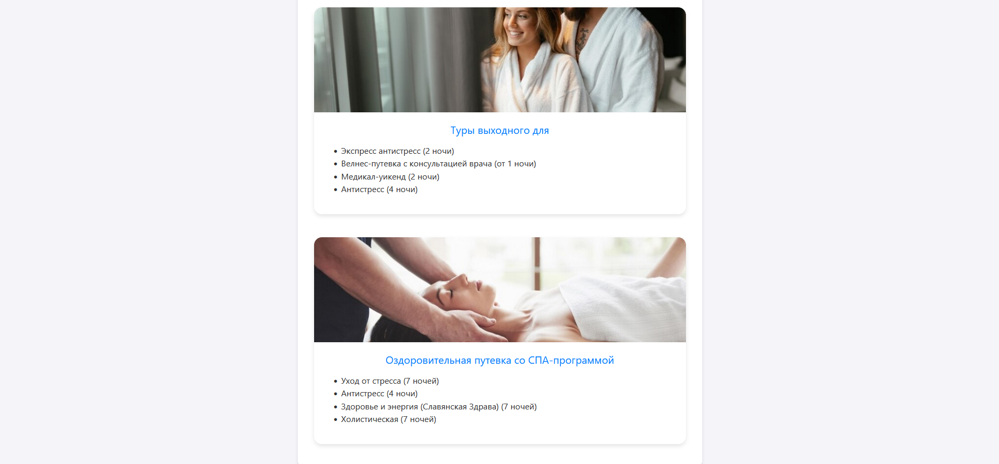 Туры выходного для
Экспресс антистресс (2 ночи)
Велнес-путевка с консультацией врача (от 1 ночи)
Медикал-уикенд (2 ночи)
Антистресс (4 ночи)
Оздоровительная путевка со СПА-программой
Уход от стресса (7 ночей)
Антистресс (4 ночи)
Здоровье и энергия (Славянская Здрава) (7 ночей)
Холистическая (7 ночей)